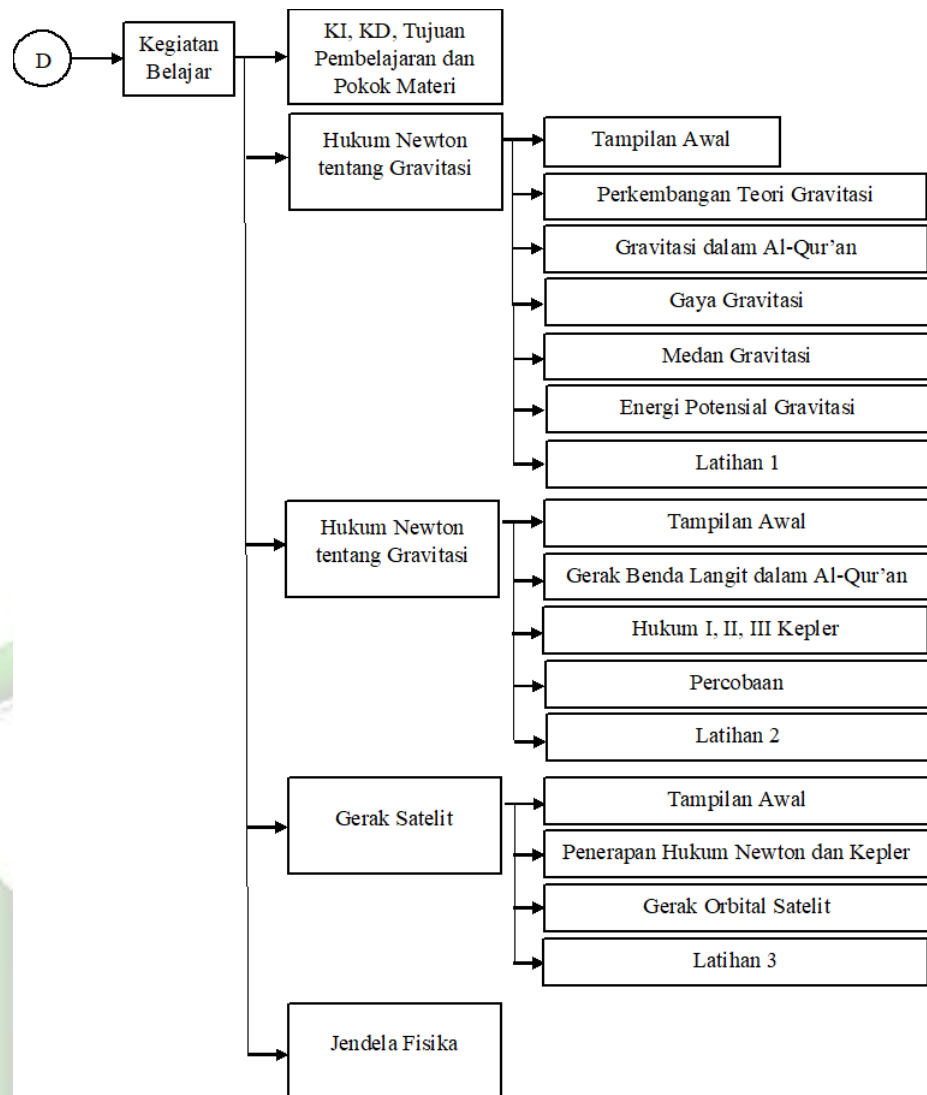 D
Kegiatan
Belajar
KI, KD, Tujuan
Pembelajaran dan
Pokok Materi
Hukum Newton
tentang Gravitasi
Tampilan Awal
Perkembangan Teori Gravitasi
Gravitasi dalam Al-Qur’an
Gaya Gravitasi
Medan Gravitasi
Energi Potensial Gravitasi
Latihan 1
Hukum Newton
tentang Gravitasi
Tampilan Awal
Gerak Benda Langit dalam Al-Qur’an
Hukum I, II, III Kepler
Percobaan
Latihan 2
Gerak Satelit
Tampilan Awal
Penerapan Hukum Newton dan Kepler
Gerak Orbital Satelit
Latihan 3
Jendela Fisika